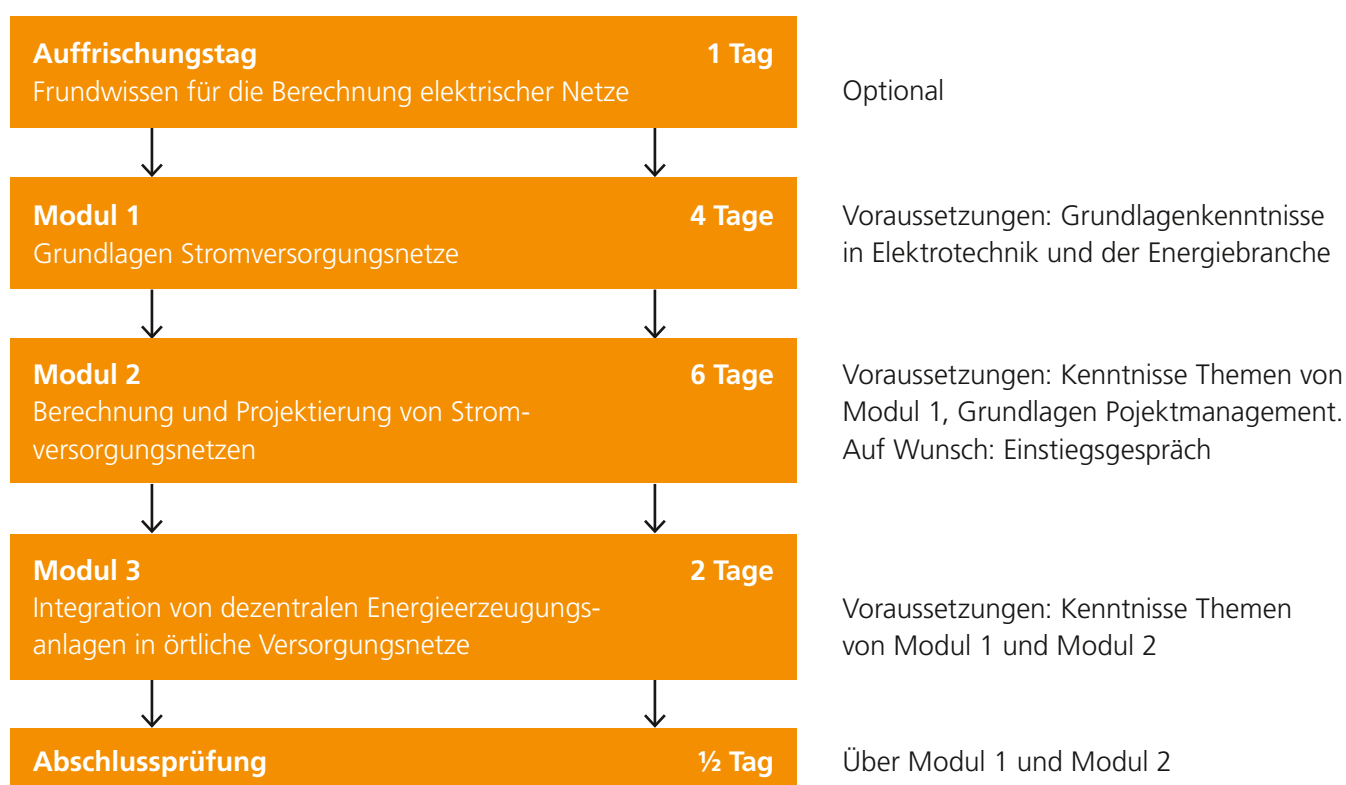 Auffrischungstag 1 Tag
Frundwissen für die Berechnung elektrischer Netze Optional
Modul 1 4 Tage Voraussetzungen: Grundlagenkenntnisse
Grundlagen Stromversorgungsnetze in Elektrotechnik und der Energiebranche
Modul 2 6 Tage Voraussetzungen: Kenntnisse Themen von
Berechnung und Projektierung von Strom- Modul 1, Grundlagen Pojektmanagement.
versorgungsnetzen Auf Wunsch: Einstiegsgespräch
Modul 3 2 Tage
Integration von dezentralen Energieerzeugungs- Voraussetzungen: Kenntnisse Themen
anlagen in örtliche Versorgungsnetze von Modul 1 und Modul 2
Abschlussprüfung ½ Tag Über Modul 1 und Modul 2